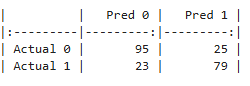 |          |   Pred 0 |   Pred 1 |
|:---------|---------:|---------:|
| Actual 0 |       95 |       25 |
| Actual 1 |       23 |       79 |